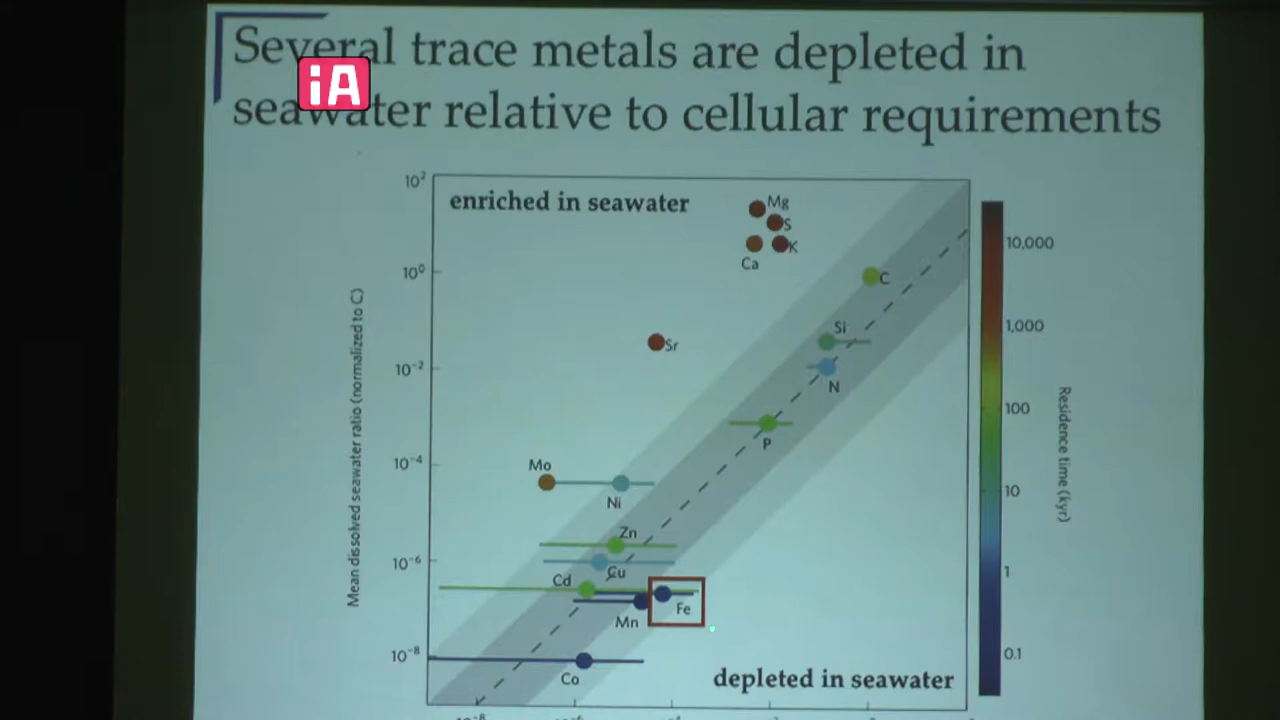 Several trace metals are depleted in
iA
seawater relative to cellular requirements
10²
enriched in seawater
Mg
S
K
Ca
10,000
10⁰
C
Si
1,000
Sr
10⁻²
N
100
P
10⁻⁴
Mo
Ni
10
Zn
10⁻⁶
Cu
Cd
1
Fe
Mn
10⁻⁸
0.1
Co
depleted in seawater
Mean dissolved seawater ratio (normalized to C)
Residence time (kyr)